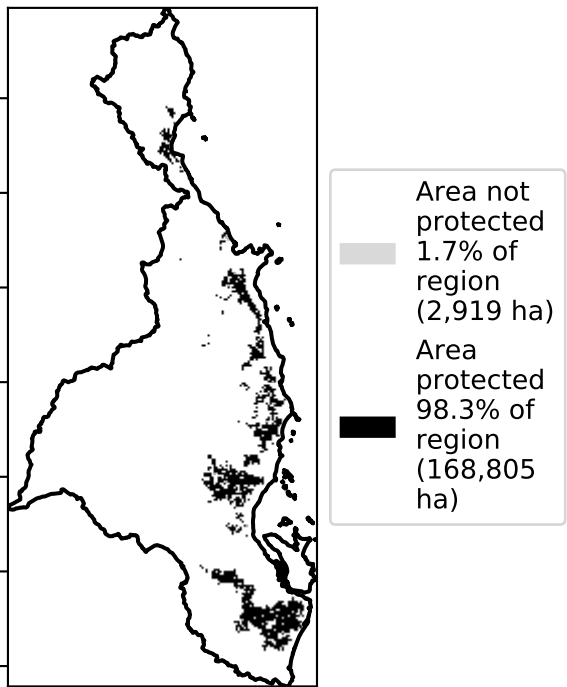 Area not
protected
1.7% of
region
(2,919 ha)
Area
protected
98.3% of
region
(168,805
ha)